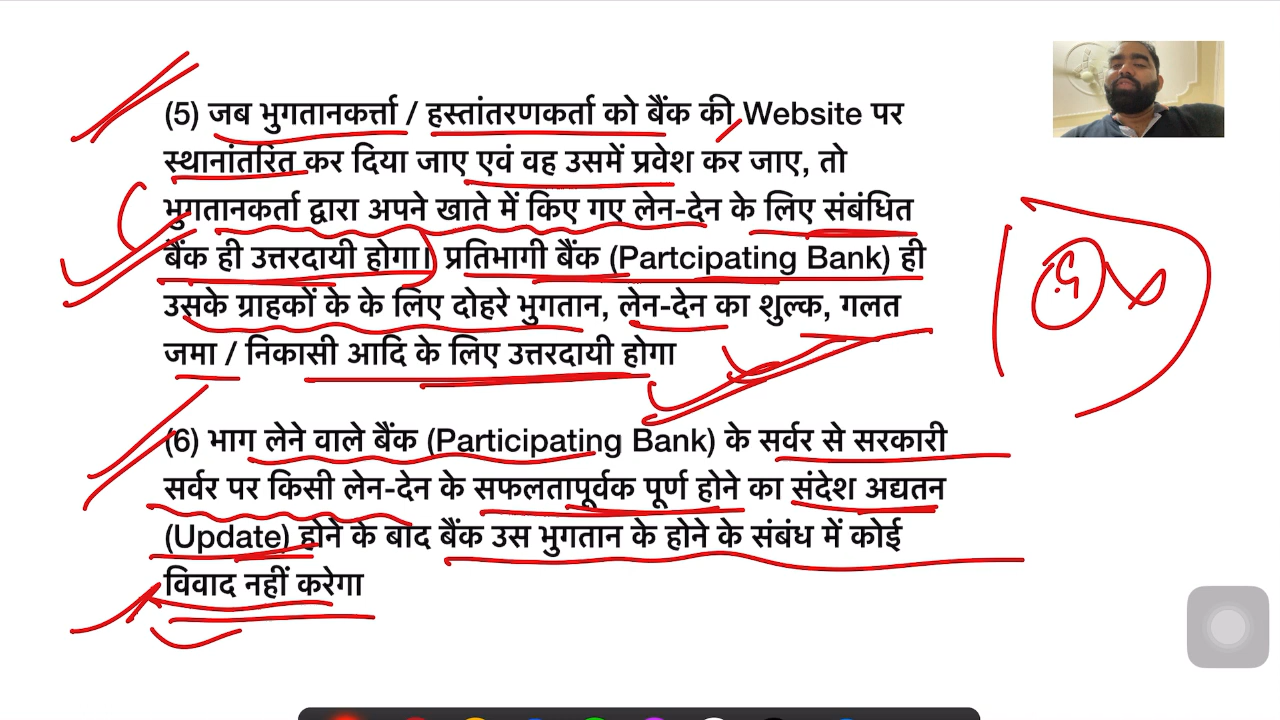 (5) जब भुगतानकर्त्ता / हस्तांतरणकर्ता को बैंक की Website पर
स्थानांतरित कर दिया जाए एवं वह उसमें प्रवेश कर जाए, तो
भुगतानकर्ता द्वारा अपने खाते में किए गए लेन-देन के लिए संबंधित
बैंक ही उत्तरदायी होगा। प्रतिभागी बैंक (Partcipating Bank) ही
उसके ग्राहकों के के लिए दोहरे भुगतान, लेन-देन का शुल्क, गलत
जमा / निकासी आदि के लिए उत्तरदायी होगा
(6) भाग लेने वाले बैंक (Participating Bank) के सर्वर से सरकारी
सर्वर पर किसी लेन-देन के सफलतापूर्वक पूर्ण होने का संदेश अद्यतन
(Update) होने के बाद बैंक उस भुगतान के होने के संबंध में कोई
विवाद नहीं करेगा